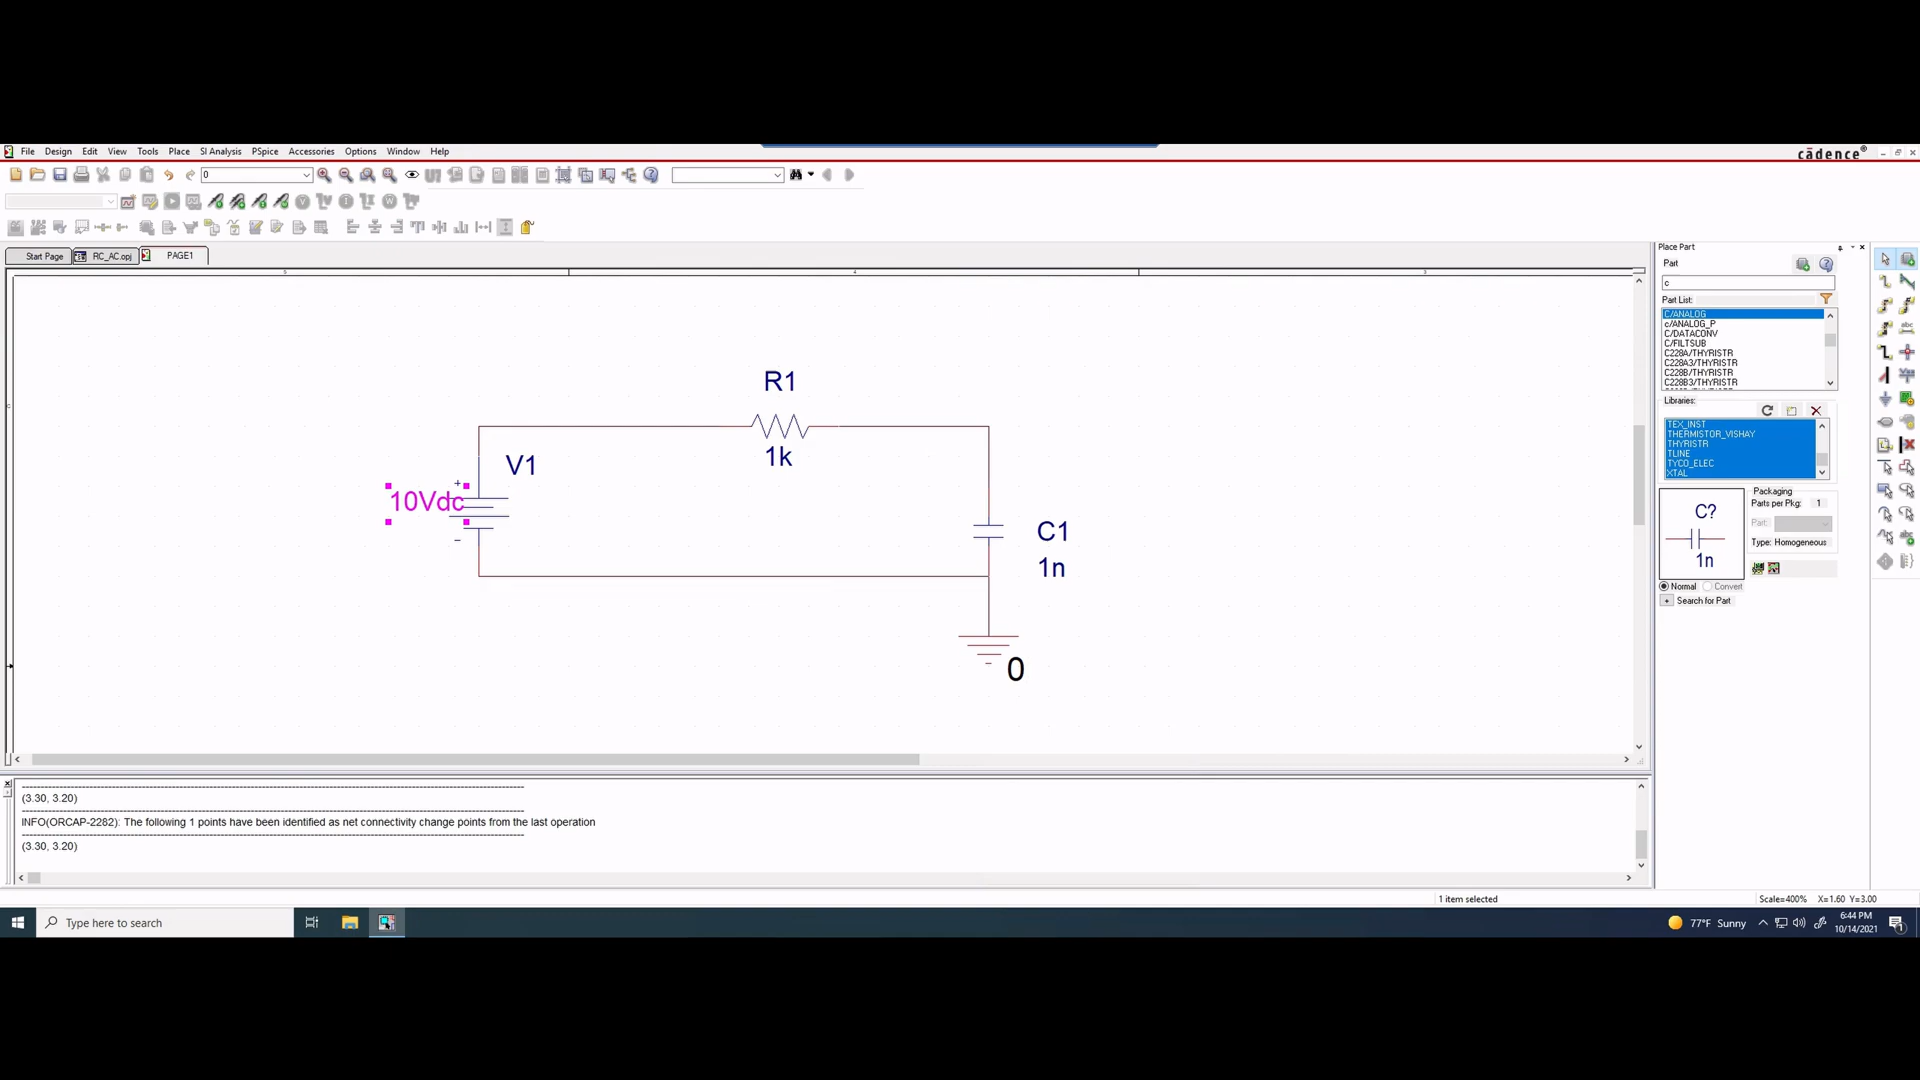 File Design Edit View Tools Place SI Analysis PSpice Accessories Options Window Help
cādence®
0
Start Page RC_AC.opj PAGE1
5 4 3
R1
1k
V1
+
10Vdc
-
C1
1n
0
Place Part
Part
c
Part List:
C/ANALOG
c/ANALOG_P
C/DATACONV
C/FILTSUB
C228A/THYRISTR
C228A3/THYRISTR
C228B/THYRISTR
C228B3/THYRISTR
Libraries:
TEX_INST
THERMISTOR_VISHAY
THYRISTR
TLINE
TYCO_ELEC
XTAL
C?
1n
Packaging
Parts per Pkg: 1
Part:
Type: Homogeneous
Normal Convert
+ Search for Part
(3.30, 3.20)
INFO(ORCAP-2282): The following 1 points have been identified as net connectivity change points from the last operation
(3.30, 3.20)
1 item selected Scale=400% X=1.60 Y=3.00
Type here to search
77°F Sunny
6:44 PM
10/14/2021